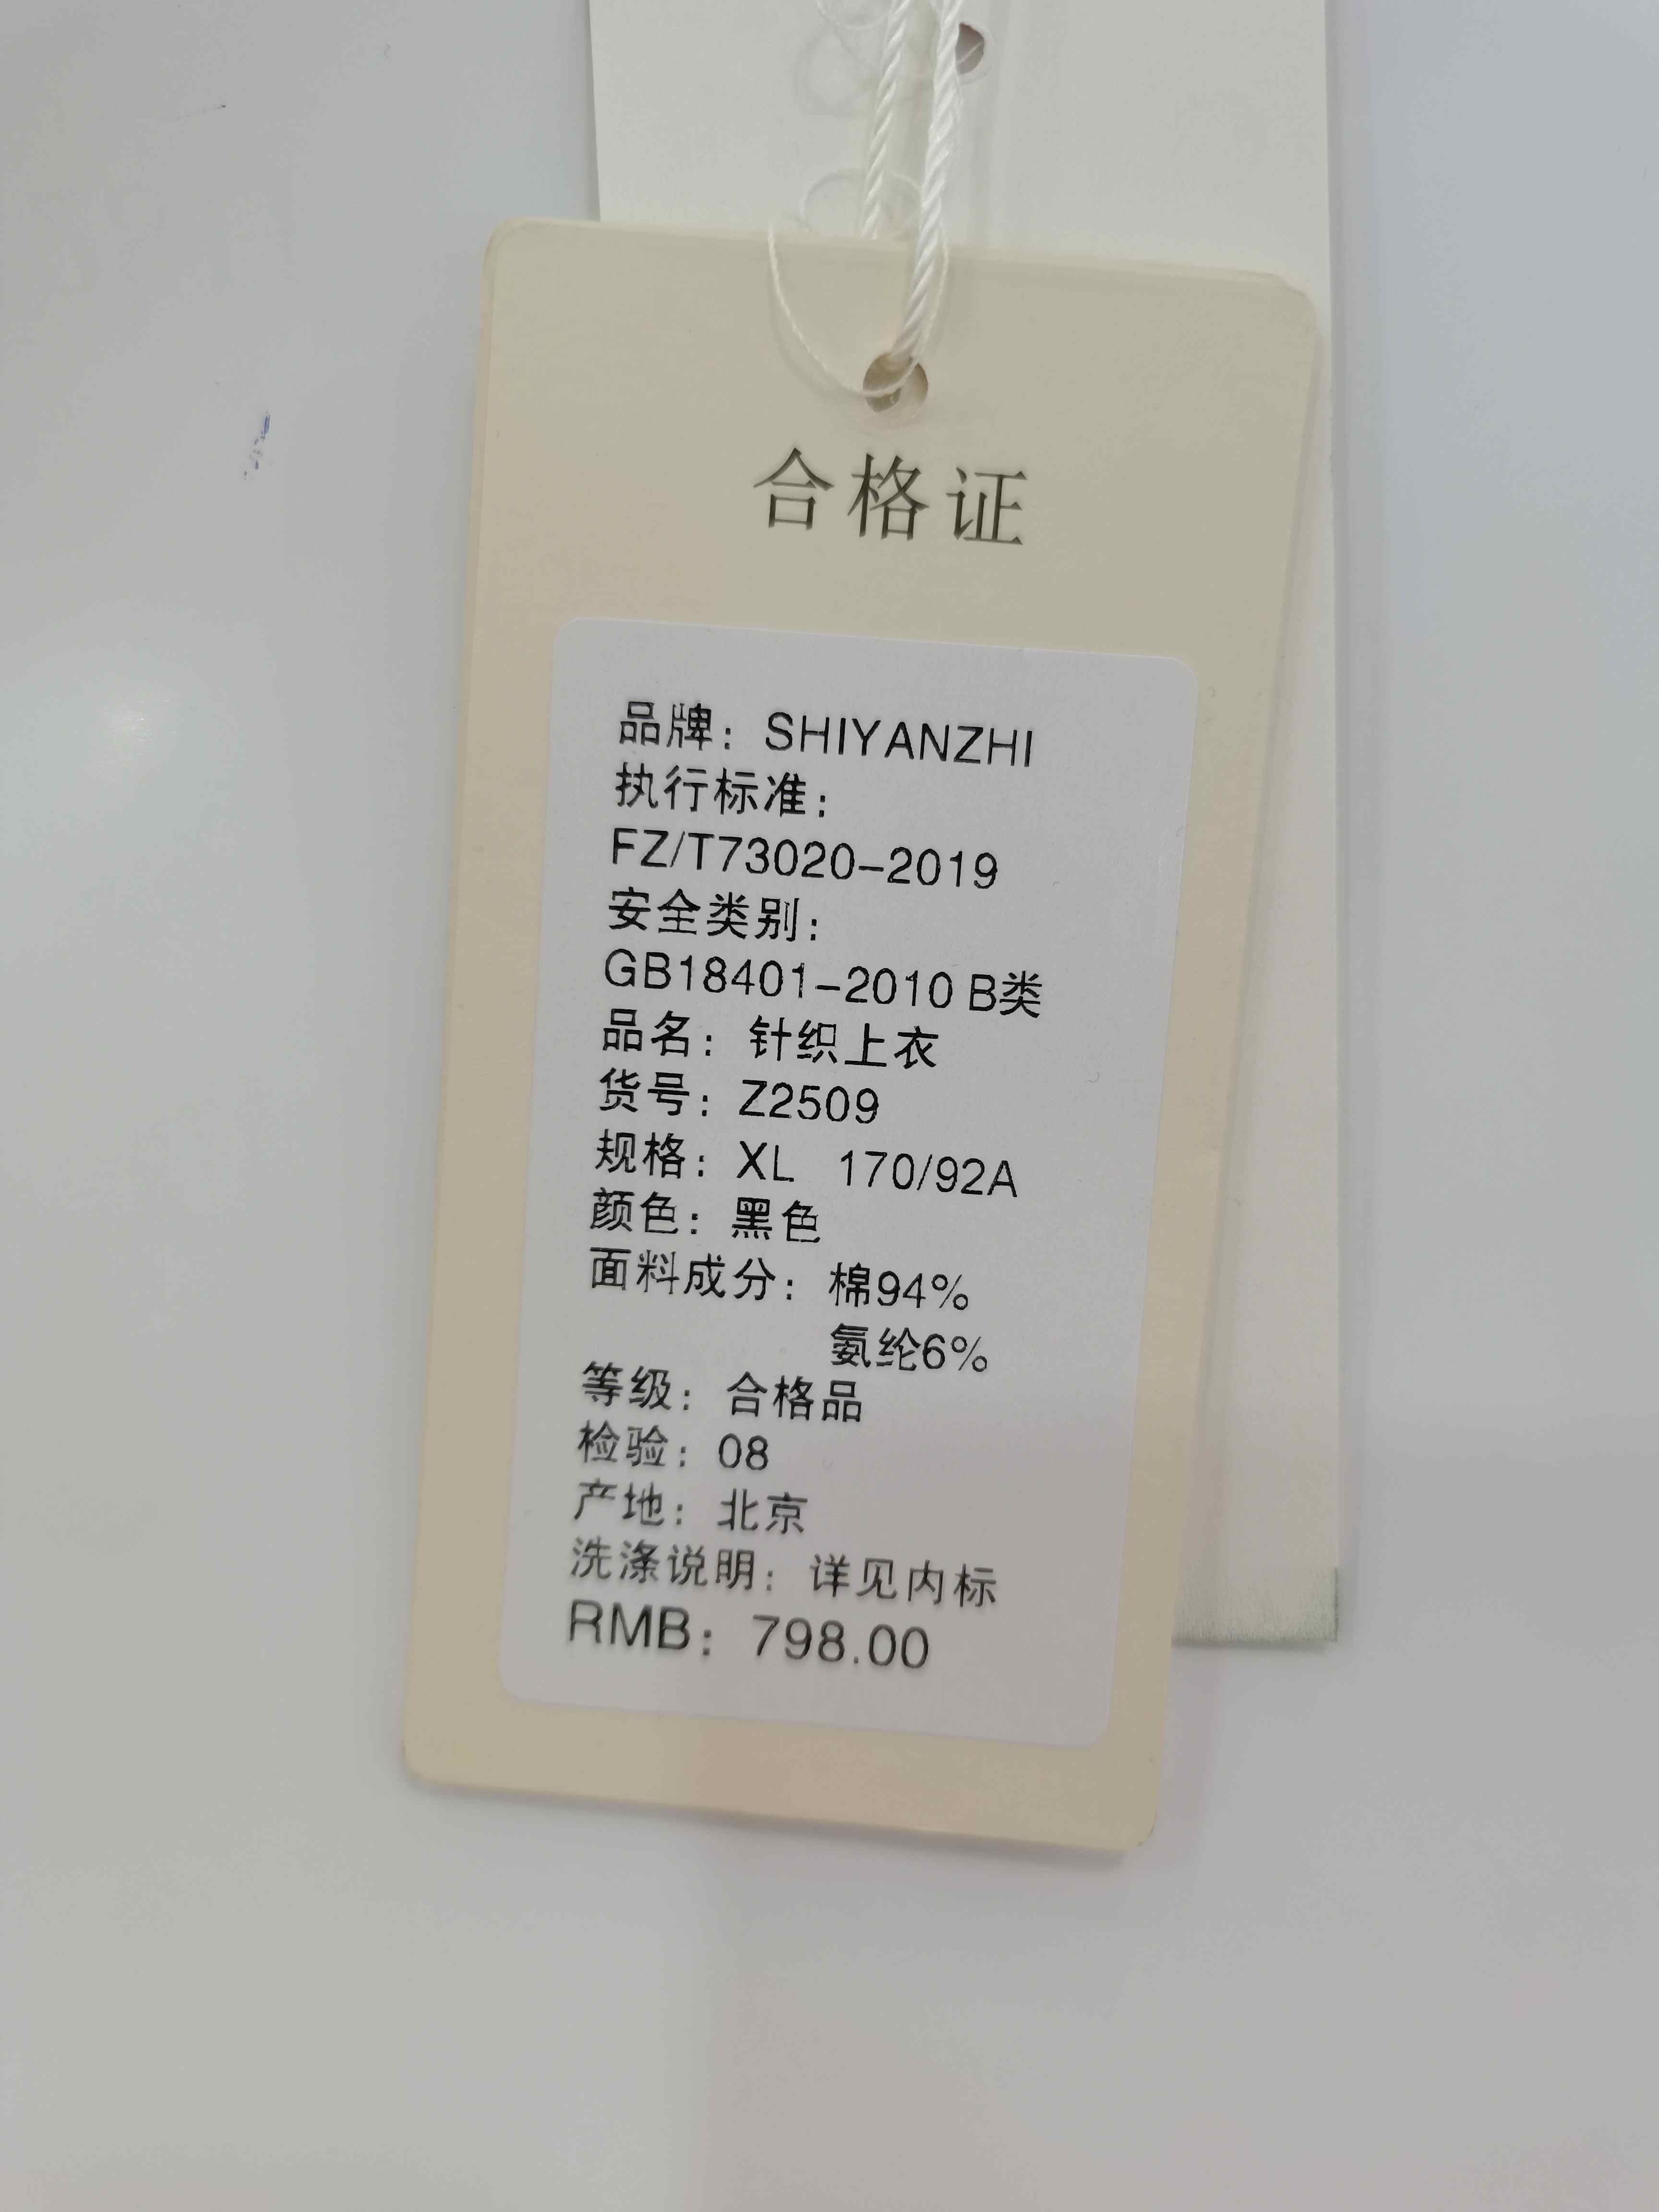 合格证
品牌：SHIYANZHI
执行标准：
FZ/T73020-2019
安全类别：
GB18401-2010 B类
品名：针织上衣
货号：Z2509
规格：XL 170/92A
颜色：黑色
面料成分：棉94%
氨纶6%
等级：合格品
检验：08
产地：北京
洗涤说明：详见内标
RMB：798.00